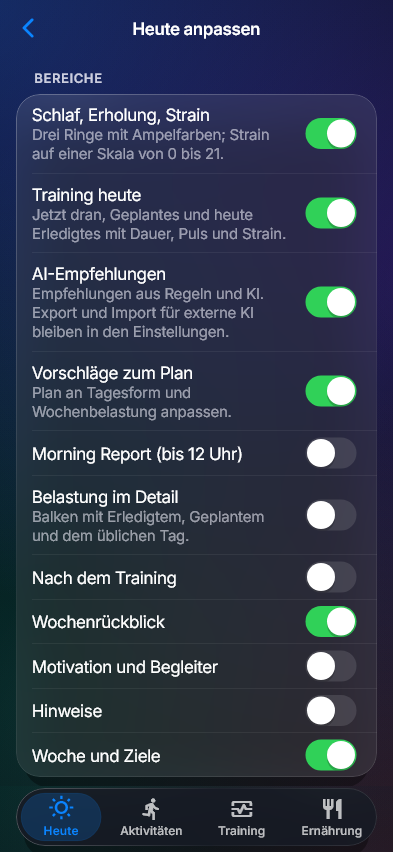 Heute anpassen
BEREICHE
Schlaf, Erholung, Strain
Drei Ringe mit Ampelfarben; Strain
auf einer Skala von 0 bis 21.
Training heute
Jetzt dran, Geplantes und heute
Erledigtes mit Dauer, Puls und Strain.
AI-Empfehlungen
Empfehlungen aus Regeln und KI.
Export und Import für externe KI
bleiben in den Einstellungen.
Vorschläge zum Plan
Plan an Tagesform und
Wochenbelastung anpassen.
Morning Report (bis 12 Uhr)
Belastung im Detail
Balken mit Erledigtem, Geplantem
und dem üblichen Tag.
Nach dem Training
Wochenrückblick
Motivation und Begleiter
Hinweise
Woche und Ziele
Heute
Aktivitäten
Training
Ernährung